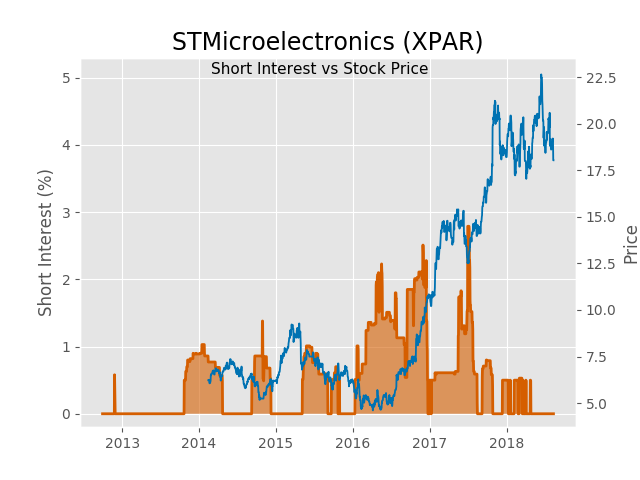 STMicroelectronics (XPAR)
Short Interest vs Stock Price
Short Interest (%)
5
4
3
2
1
0
22.5
20.0
17.5
15.0
12.5
10.0
7.5
5.0
Price
2013 2014 2015 2016 2017 2018